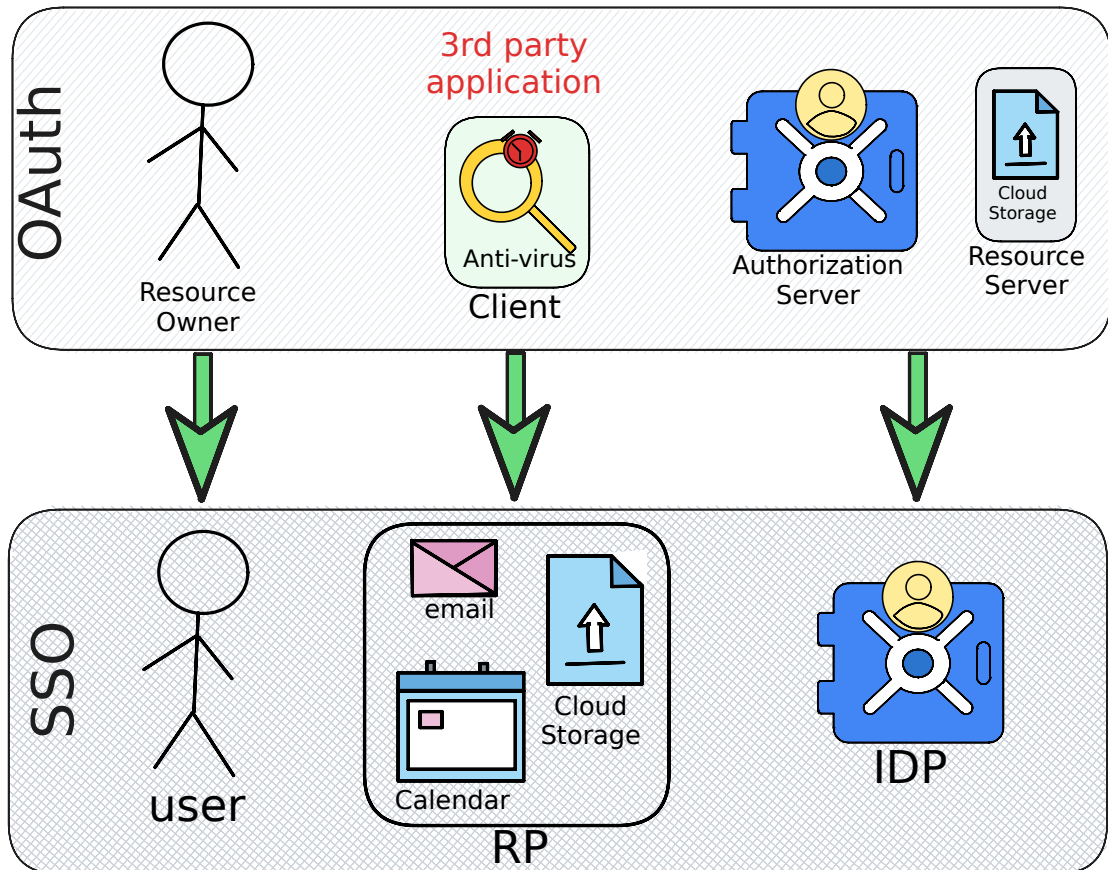 OAuth
3rd party
application
Anti-virus
Client
Resource
Owner
Authorization
Server
Cloud
Storage
Resource
Server
SSO
user
email
Cloud
Storage
Calendar
RP
IDP